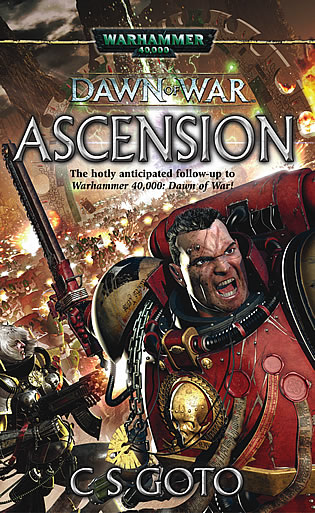 WARHAMMER
40,000
DAWN OF WAR
ASCENSION
The hotly anticipated follow-up to
Warhammer 40,000: Dawn of War!
C S GOTO